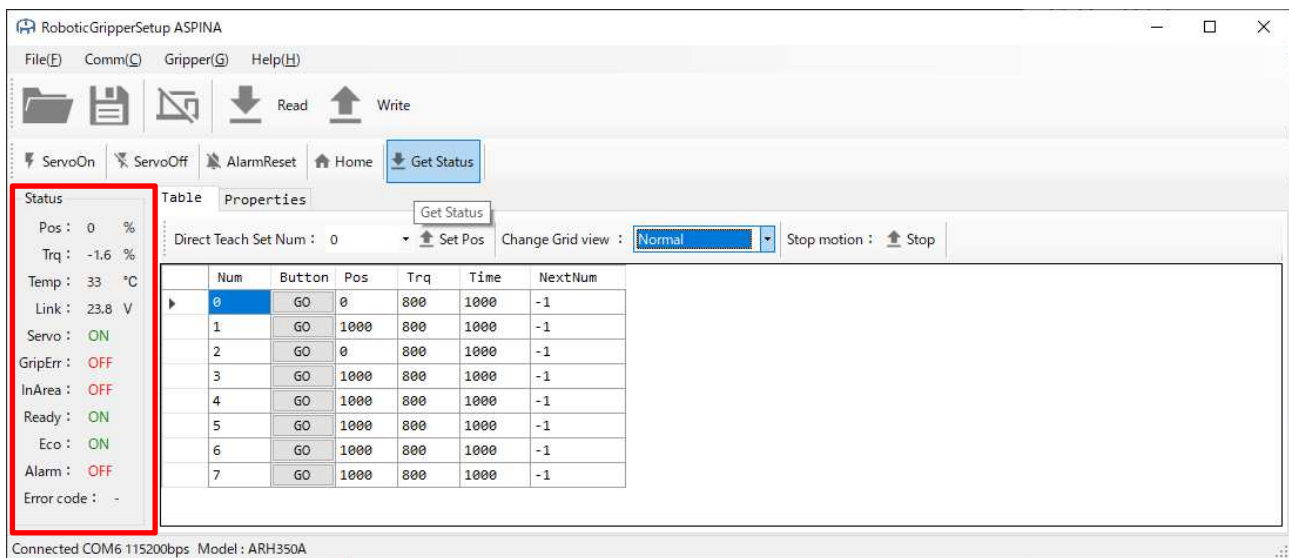 RoboticGripperSetup ASPINA
File(F) Comm(C) Gripper(G) Help(H)
Read Write
ServoOn ServoOff AlarmReset Home Get Status
Status
Pos： 0 %
Trq： -1.6 %
Temp： 33 ℃
Link： 23.8 V
Servo： ON
GripErr： OFF
InArea： OFF
Ready： ON
Eco： ON
Alarm： OFF
Error code： -
Table Properties
Get Status
Direct Teach Set Num： 0 Set Pos Change Grid view ： Normal Stop motion： Stop
Num Button Pos Trq Time NextNum
0 GO 0 800 1000 -1
1 GO 1000 800 1000 -1
2 GO 0 800 1000 -1
3 GO 1000 800 1000 -1
4 GO 1000 800 1000 -1
5 GO 1000 800 1000 -1
6 GO 1000 800 1000 -1
7 GO 1000 800 1000 -1
Connected COM6 115200bps Model : ARH350A